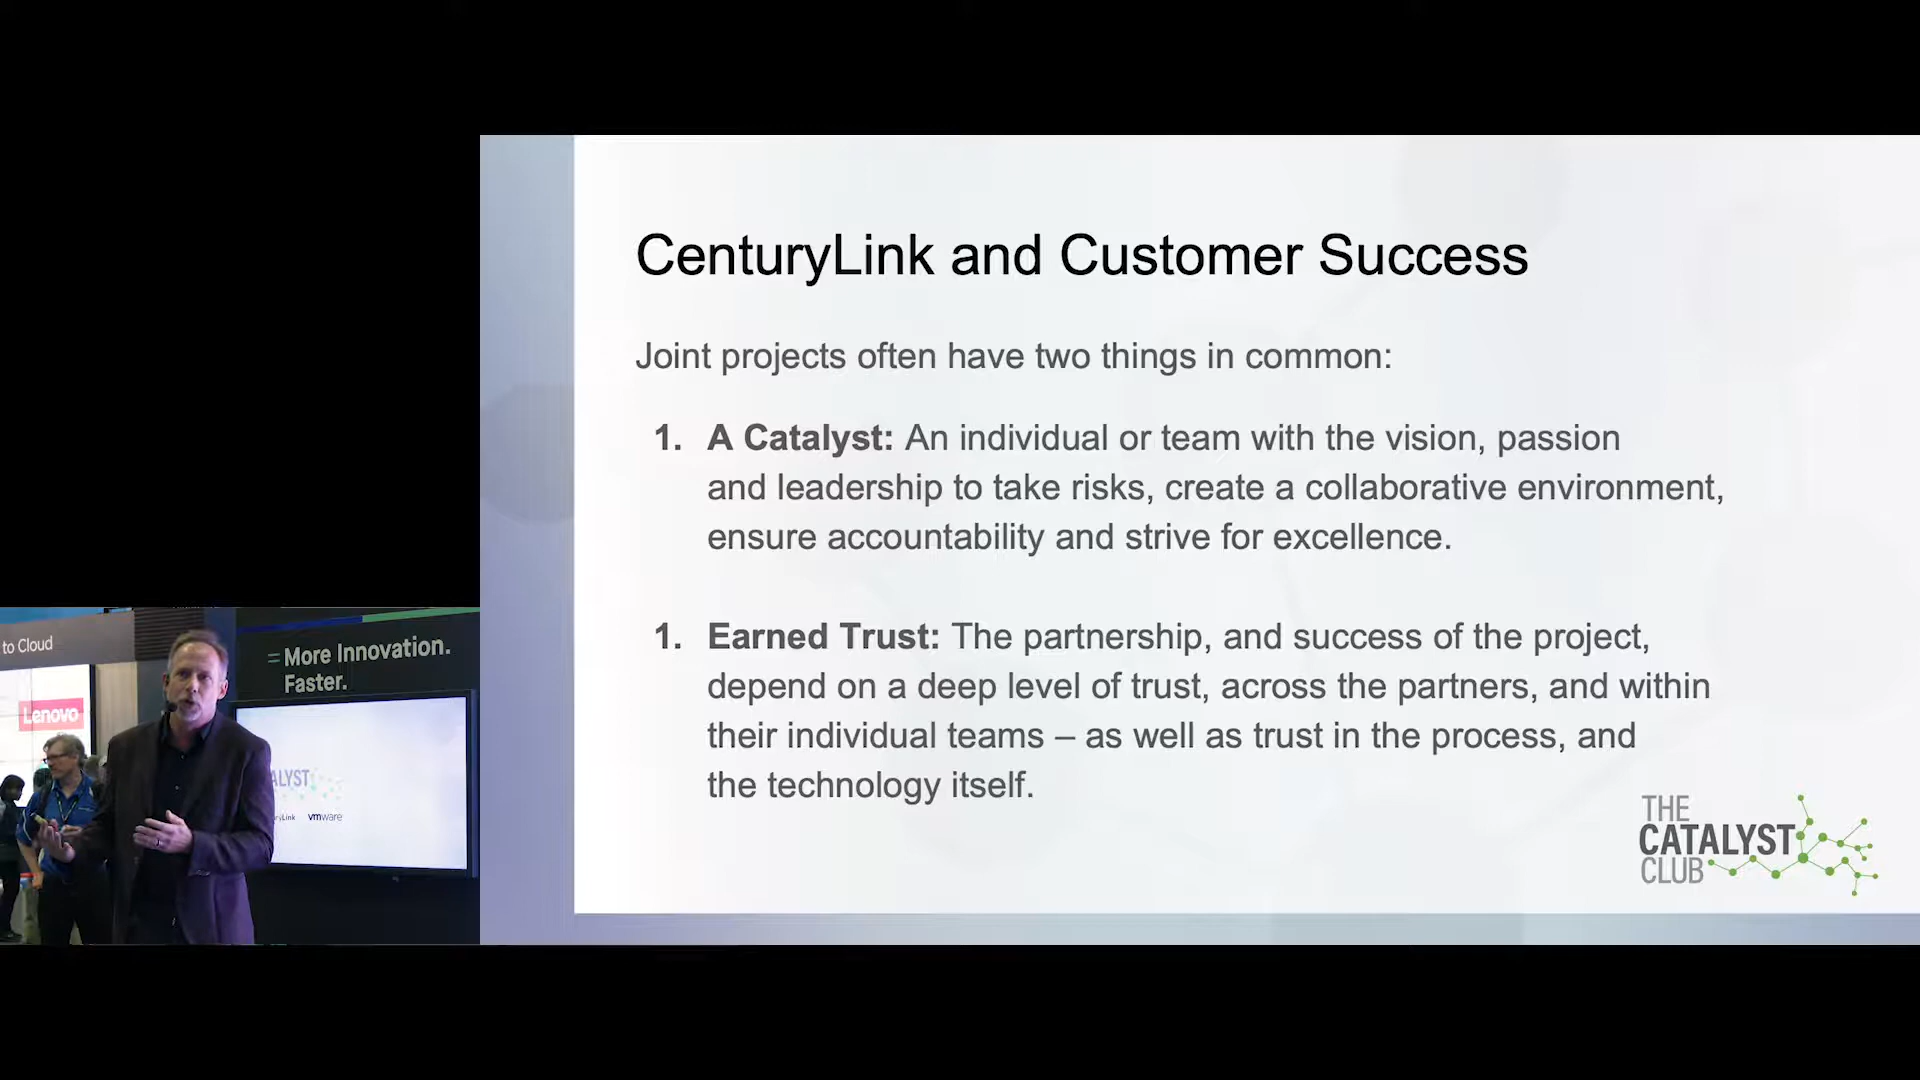 CenturyLink and Customer Success
Joint projects often have two things in common:
1. A Catalyst: An individual or team with the vision, passion
and leadership to take risks, create a collaborative environment,
ensure accountability and strive for excellence.
1. Earned Trust: The partnership, and success of the project,
depend on a deep level of trust, across the partners, and within
their individual teams – as well as trust in the process, and
the technology itself.
THE
CATALYST
CLUB
to Cloud
Lenovo
=More Innovation.
Faster.
ALYST
ryLink vmware